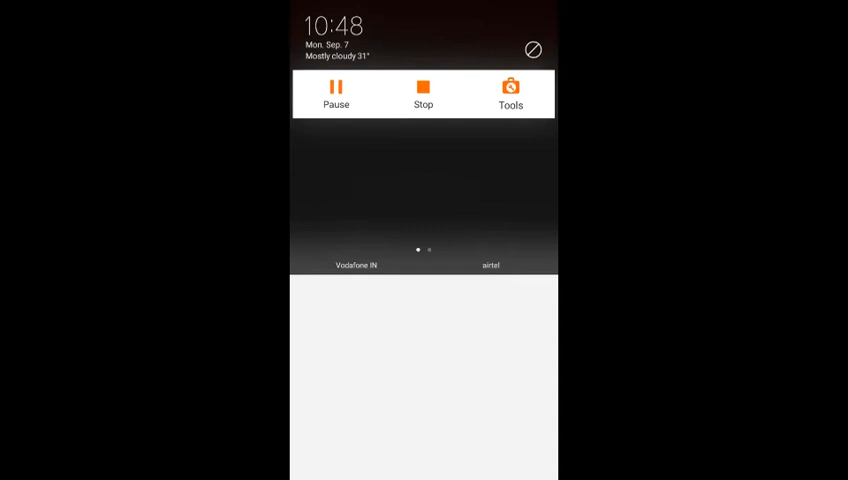 10:48
Mon. Sep. 7
Mostly cloudy 31°
Pause Stop Tools
Vodafone IN airtel